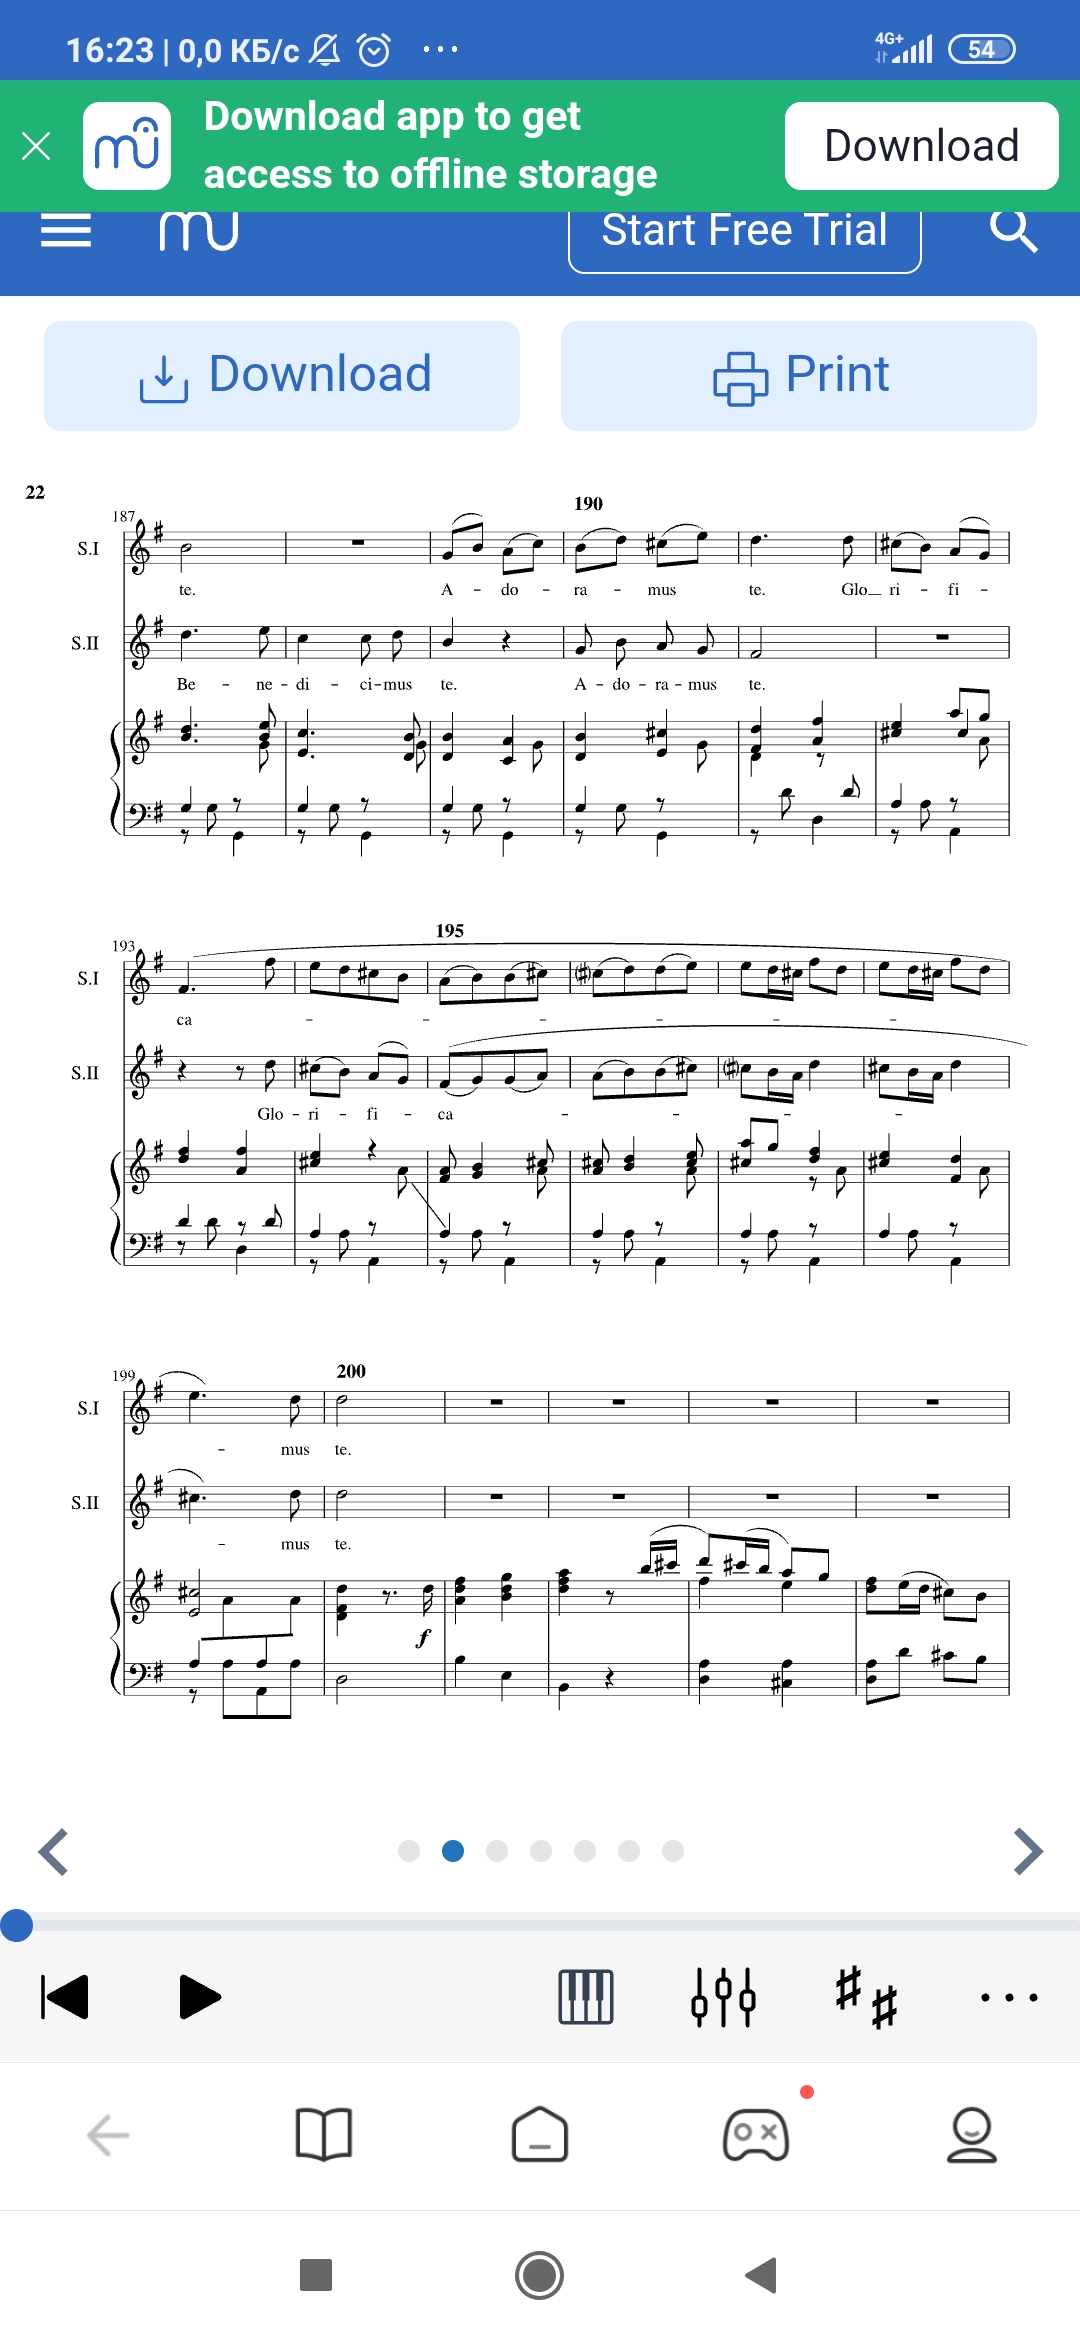 16:23 | 0,0 КБ/с
4G+
54
Download app to get
access to offline storage
Download
Start Free Trial
Download
Print
22
187
190
S.I
te. A - do - ra - mus te. Glo_ ri - fi -
S.II
Be - ne - di - ci - mus te. A - do - ra - mus te.
193
195
S.I
ca - - - - - -
S.II
Glo - ri - fi - ca - - - -
199
200
S.I
- mus te.
S.II
- mus te.
f